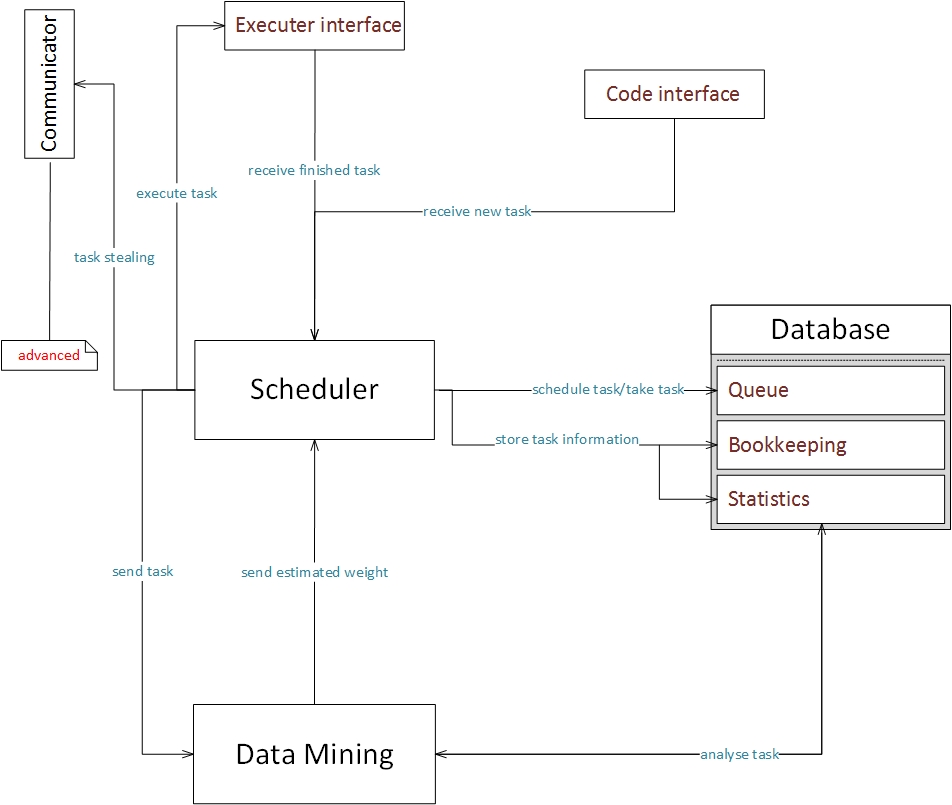 Communicator
Executer interface
Code interface
receive finished task
execute task
receive new task
task stealing
advanced
Scheduler
Database
schedule task/take task
Queue
store task information
Bookkeeping
Statistics
send task
send estimated weight
Data Mining
analyse task